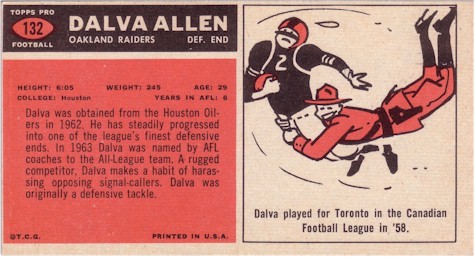 TOPPS PRO
132
FOOTBALL
DALVA ALLEN
OAKLAND RAIDERS DEF. END
HEIGHT: 6:05 WEIGHT: 245 AGE: 29
COLLEGE: Houston YEARS IN AFL: 6
Dalva was obtained from the Houston Oil-
ers in 1962. He has steadily progressed
into one of the league's finest defensive
ends. In 1963 Dalva was named by AFL
coaches to the All-League team. A rugged
competitor, Dalva makes a habit of haras-
sing opposing signal-callers. Dalva was
originally a defensive tackle.
©T.C.G. PRINTED IN U.S.A.
2
Dalva played for Toronto in the Canadian
Football League in '58.